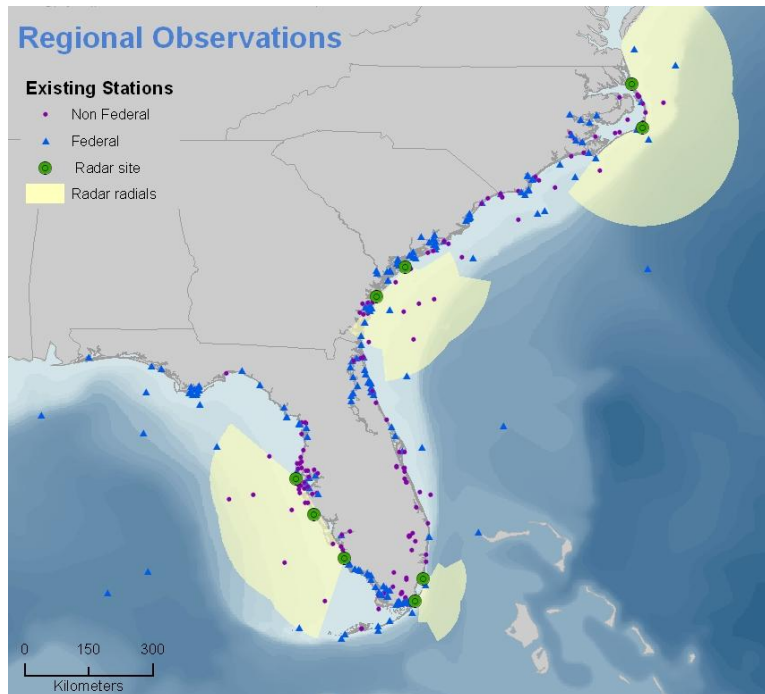 Regional Observations
Existing Stations
Non Federal
Federal
Radar site
Radar radials
0 150 300
Kilometers